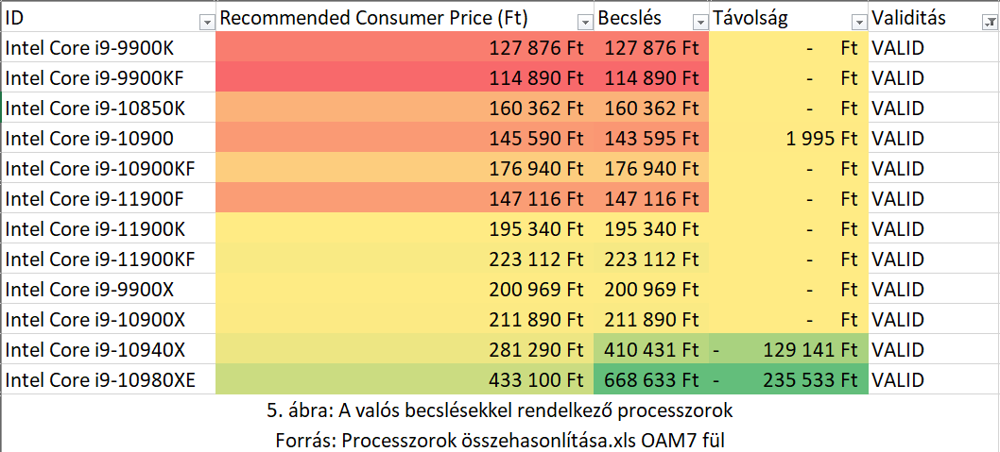 ID Recommended Consumer Price (Ft) Becslés Távolság Validitás
Intel Core i9-9900K 127 876 Ft 127 876 Ft - Ft VALID
Intel Core i9-9900KF 114 890 Ft 114 890 Ft - Ft VALID
Intel Core i9-10850K 160 362 Ft 160 362 Ft - Ft VALID
Intel Core i9-10900 145 590 Ft 143 595 Ft 1 995 Ft VALID
Intel Core i9-10900KF 176 940 Ft 176 940 Ft - Ft VALID
Intel Core i9-11900F 147 116 Ft 147 116 Ft - Ft VALID
Intel Core i9-11900K 195 340 Ft 195 340 Ft - Ft VALID
Intel Core i9-11900KF 223 112 Ft 223 112 Ft - Ft VALID
Intel Core i9-9900X 200 969 Ft 200 969 Ft - Ft VALID
Intel Core i9-10900X 211 890 Ft 211 890 Ft - Ft VALID
Intel Core i9-10940X 281 290 Ft 410 431 Ft - 129 141 Ft VALID
Intel Core i9-10980XE 433 100 Ft 668 633 Ft - 235 533 Ft VALID
5. ábra: A valós becslésekkel rendelkező processzorok
Forrás: Processzorok összehasonlítása.xls OAM7 fül